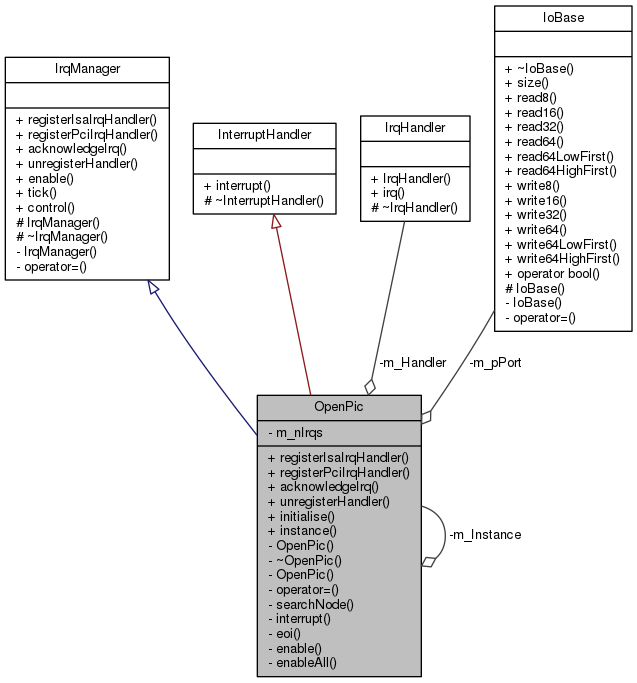 IrqManager
+ registerIsaIrqHandler()
+ registerPciIrqHandler()
+ acknowledgeIrq()
+ unregisterHandler()
+ enable()
+ tick()
+ control()
# IrqManager()
# ~IrqManager()
- IrqManager()
- operator=()
InterruptHandler
+ interrupt()
# ~InterruptHandler()
IrqHandler
+ IrqHandler()
+ irq()
# ~IrqHandler()
IoBase
+ ~IoBase()
+ size()
+ read8()
+ read16()
+ read32()
+ read64()
+ read64LowFirst()
+ read64HighFirst()
+ write8()
+ write16()
+ write32()
+ write64()
+ write64LowFirst()
+ write64HighFirst()
+ operator bool()
# IoBase()
- IoBase()
- operator=()
-m_Handler
-m_pPort
OpenPic
- m_nIrqs
+ registerIsaIrqHandler()
+ registerPciIrqHandler()
+ acknowledgeIrq()
+ unregisterHandler()
+ initialise()
+ instance()
- OpenPic()
- ~OpenPic()
- OpenPic()
- operator=()
- searchNode()
- interrupt()
- eoi()
- enable()
- enableAll()
-m_Instance